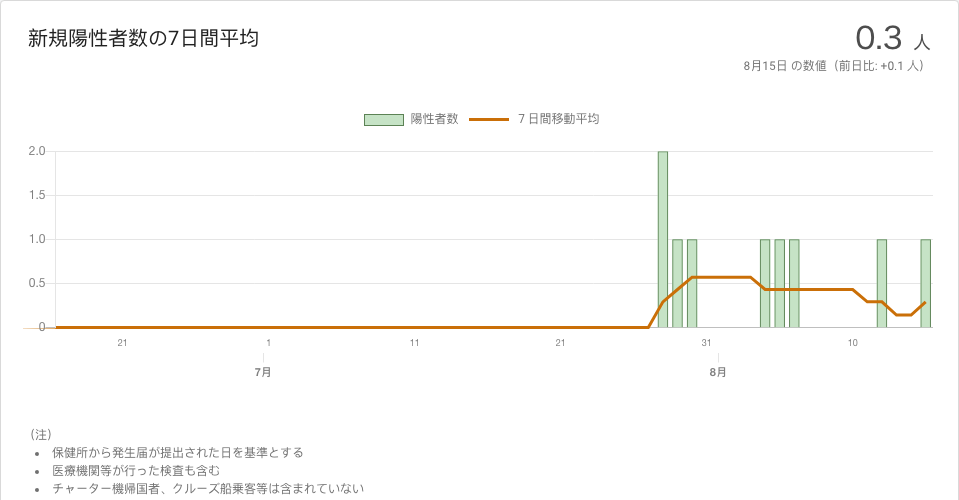 新規陽性者数の7日間平均
0.3 人
8月15日 の数値（前日比: +0.1 人）
陽性者数 7 日間移動平均
2.0
1.5
1.0
0.5
0
21 1 11 21 31 10
7月 8月
（注）
• 保健所から発生届が提出された日を基準とする
• 医療機関等が行った検査も含む
• チャーター機帰国者、クルーズ船乗客等は含まれていない